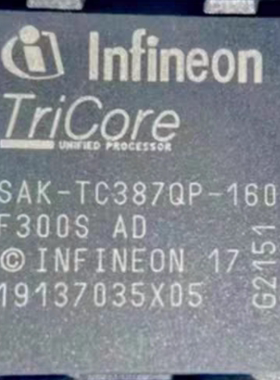 Infineon
TriCore
UNIFIED PROCESSOR
SAK-TC387QP-160
F300S AD
© INFINEON 17
19137035X05
G2151